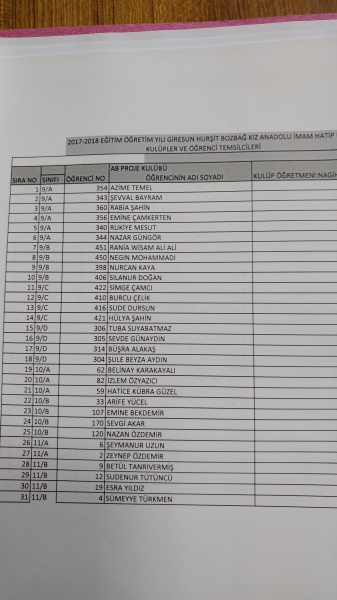 2017-2018 EĞİTİM ÖĞRETİM YILI GİRESUN HURŞİT BOZBAĞ KIZ ANADOLU İMAM HATİP
KULÜPLER VE ÖĞRENCİ TEMSİLCİLERİ
AB PROJE KULÜBÜ
SIRA NO SINIFI ÖĞRENCİ NO ÖĞRENCİNİN ADI SOYADI KULÜP ÖĞRETMENİ:NAGİH
1 9/A 354 AZİME TEMEL
2 9/A 343 ŞEVVAL BAYRAM
3 9/A 360 RABİA ŞAHİN
4 9/A 356 EMİNE ÇAMKERTEN
5 9/A 340 RUKİYE MESUT
6 9/A 344 NAZAR GÜNGÖR
7 9/B 451 RANIA WİSAM ALİ ALİ
8 9/B 450 NEGIN MOHAMMADI
9 9/B 398 NURCAN KAYA
10 9/B 406 SILANUR DOĞAN
11 9/C 422 SİMGE ÇAMCI
12 9/C 410 BURCU ÇELİK
13 9/C 416 SUDE DURSUN
14 9/C 421 HÜLYA ŞAHİN
15 9/D 306 TUBA SUYABATMAZ
16 9/D 305 SEVDE GÜNAYDIN
17 9/D 314 BÜŞRA ALAKAŞ
18 9/D 304 ŞULE BEYZA AYDIN
19 10/A 62 BELİNAY KARAKAYALI
20 10/A 82 İZLEM ÖZYAZICI
21 10/A 59 HATİCE KÜBRA GÜZEL
22 10/B 33 ARİFE YÜCEL
23 10/B 107 EMİNE BEKDEMİR
24 10/B 170 SEVGİ AKAR
25 10/B 120 NAZAN ÖZDEMİR
26 11/A 6 ŞEYMANUR UZUN
27 11/A 2 ZEYNEP ÖZDEMİR
28 11/B 9 BETÜL TANRIVERMİŞ
29 11/B 12 SUDENUR TÜTÜNCÜ
30 11/B 19 ESRA YILDIZ
31 11/B 4 SÜMEYYE TÜRKMEN